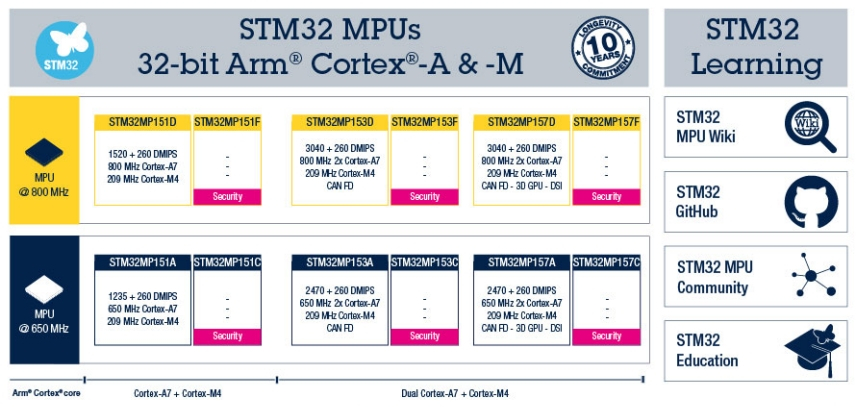 STM32
STM32 MPUs
32-bit Arm® Cortex®-A & -M
LONGEVITY
10
YEARS
COMMITMENT
STM32
Learning
MPU
@ 800 MHz
STM32MP151D
1520 + 260 DMIPS
800 MHz Cortex-A7
209 MHz Cortex-M4
STM32MP151F
-
-
-
Security
STM32MP153D
3040 + 260 DMIPS
800 MHz 2x Cortex-A7
209 MHz Cortex-M4
CAN FD
STM32MP153F
-
-
-
Security
STM32MP157D
3040 + 260 DMIPS
800 MHz 2x Cortex-A7
209 MHz Cortex-M4
CAN FD - 3D GPU - DSI
STM32MP157F
-
-
-
Security
MPU
@ 650 MHz
STM32MP151A
1235 + 260 DMIPS
650 MHz Cortex-A7
209 MHz Cortex-M4
STM32MP151C
-
-
-
Security
STM32MP153A
2470 + 260 DMIPS
650 MHz 2x Cortex-A7
209 MHz Cortex-M4
CAN FD
STM32MP153C
-
-
-
Security
STM32MP157A
2470 + 260 DMIPS
650 MHz 2x Cortex-A7
209 MHz Cortex-M4
CAN FD - 3D GPU - DSI
STM32MP157C
-
-
-
Security
Arm® Cortex® core
Cortex-A7 + Cortex-M4
Dual Cortex-A7 + Cortex-M4
STM32
MPU Wiki
Wiki
STM32
GitHub
STM32 MPU
Community
STM32
Education